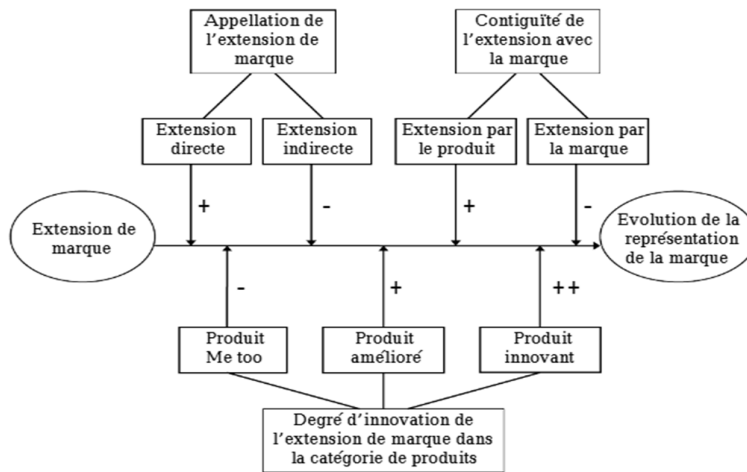 Appellation de
l'extension de
marque
Contiguïté de
l'extension avec
la marque
Extension
directe
Extension
indirecte
Extension par
le produit
Extension par
la marque
+
-
+
-
Extension de
marque
Evolution de la
représentation
de la marque
-
+
++
Produit
Me too
Produit
amélioré
Produit
innovant
Degré d'innovation de
l'extension de marque dans
la catégorie de produits